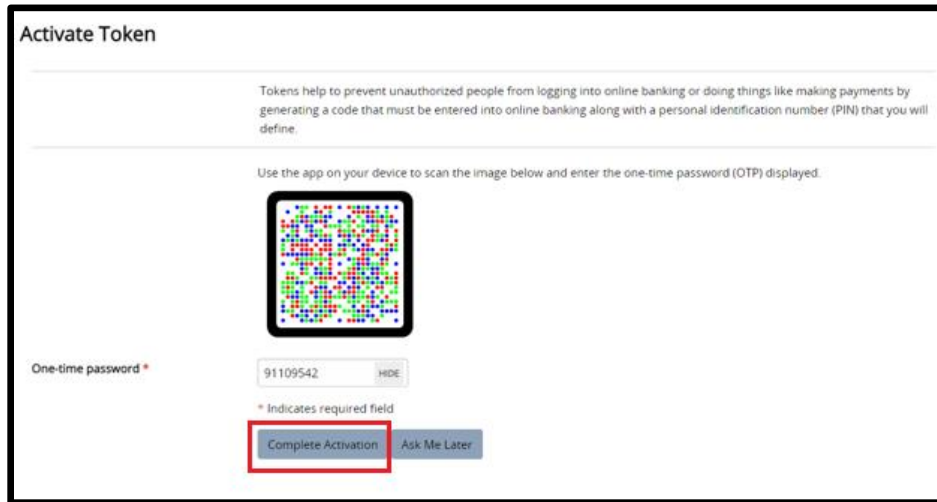 Activate Token
Tokens help to prevent unauthorized people from logging into online banking or doing things like making payments by
generating a code that must be entered into online banking along with a personal identification number (PIN) that you will
define.
Use the app on your device to scan the image below and enter the one-time password (OTP) displayed.
One-time password *
91109542 HIDE
* Indicates required field
Complete Activation Ask Me Later